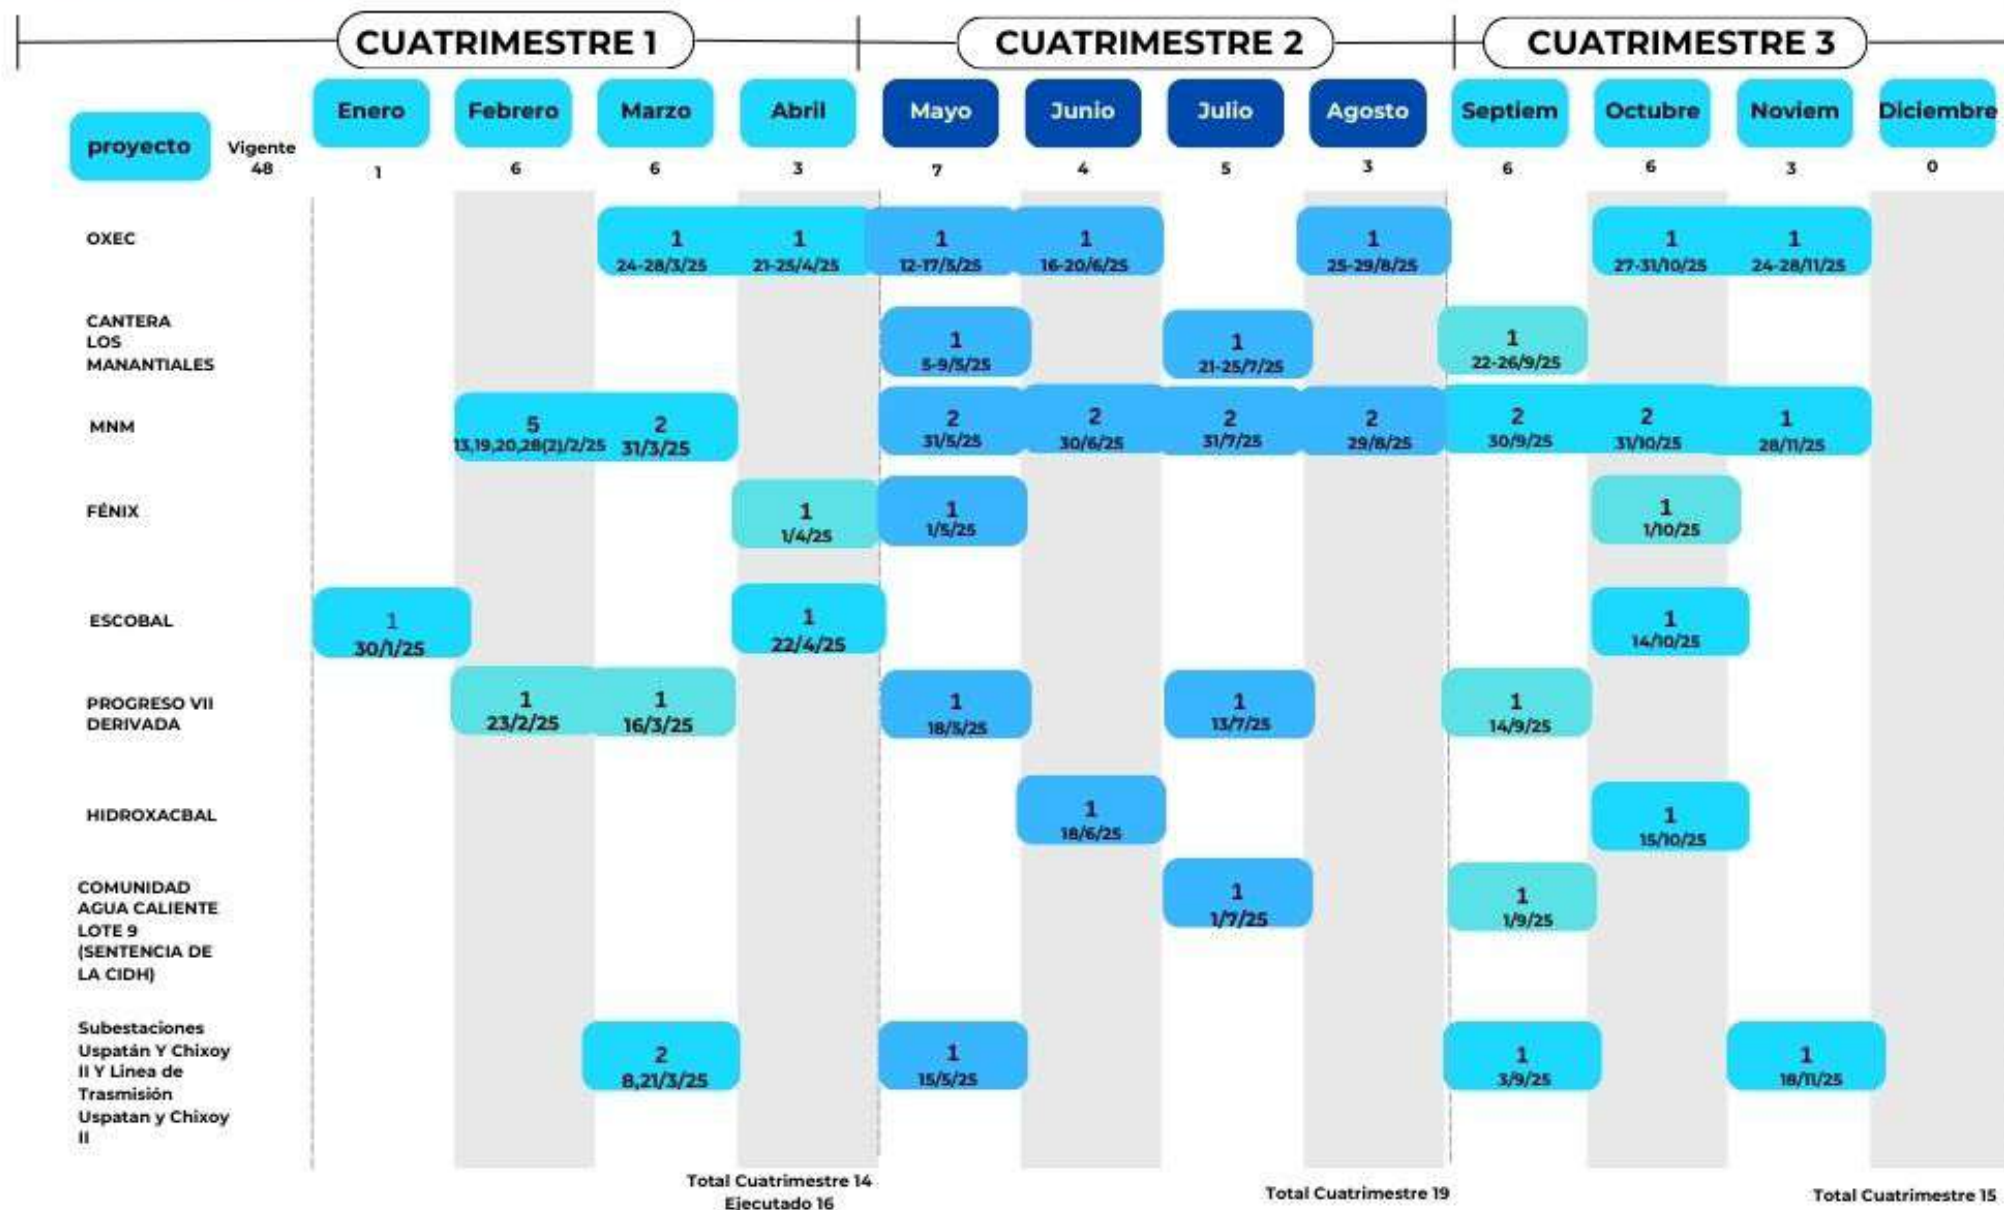 CUATRIMESTRE 1 CUATRIMESTRE 2 CUATRIMESTRE 3
Enero Febrero Marzo Abril Mayo Junio Julio Agosto Septiem Octubre Noviem Diciembre
proyecto Vigente
48 1 6 6 3 7 4 5 3 6 6 3 0
OXEC 1 1 1 1 1 1 1
24-28/3/25 21-25/4/25 12-17/5/25 16-20/6/25 25-29/8/25 27-31/10/25 24-28/11/25
CANTERA
LOS
MANANTIALES
1 1 1
5-9/5/25 21-25/7/25 22-26/9/25
MNM 5 2 2 2 2 2 2 2 1
13,19,20,28(2)/2/25 31/3/25 31/5/25 30/6/25 31/7/25 29/8/25 30/9/25 31/10/25 28/11/25
FÉNIX 1 1 1
1/4/25 1/5/25 1/10/25
ESCOBAL 1 1 1
30/1/25 22/4/25 14/10/25
PROGRESO VII
DERIVADA
1 1 1 1 1
23/2/25 16/3/25 18/5/25 13/7/25 14/9/25
HIDROXACBAL 1 1
18/6/25 15/10/25
COMUNIDAD
AGUA CALIENTE
LOTE 9
(SENTENCIA DE
LA CIDH)
1 1
1/7/25 1/9/25
Subestaciones
Uspatán Y Chixoy
II Y Linea de
Trasmisión
Uspatan y Chixoy
II
2 1 1 1
8,21/3/25 15/5/25 3/9/25 18/11/25
Total Cuatrimestre 14
Ejecutado 16
Total Cuatrimestre 19
Total Cuatrimestre 15